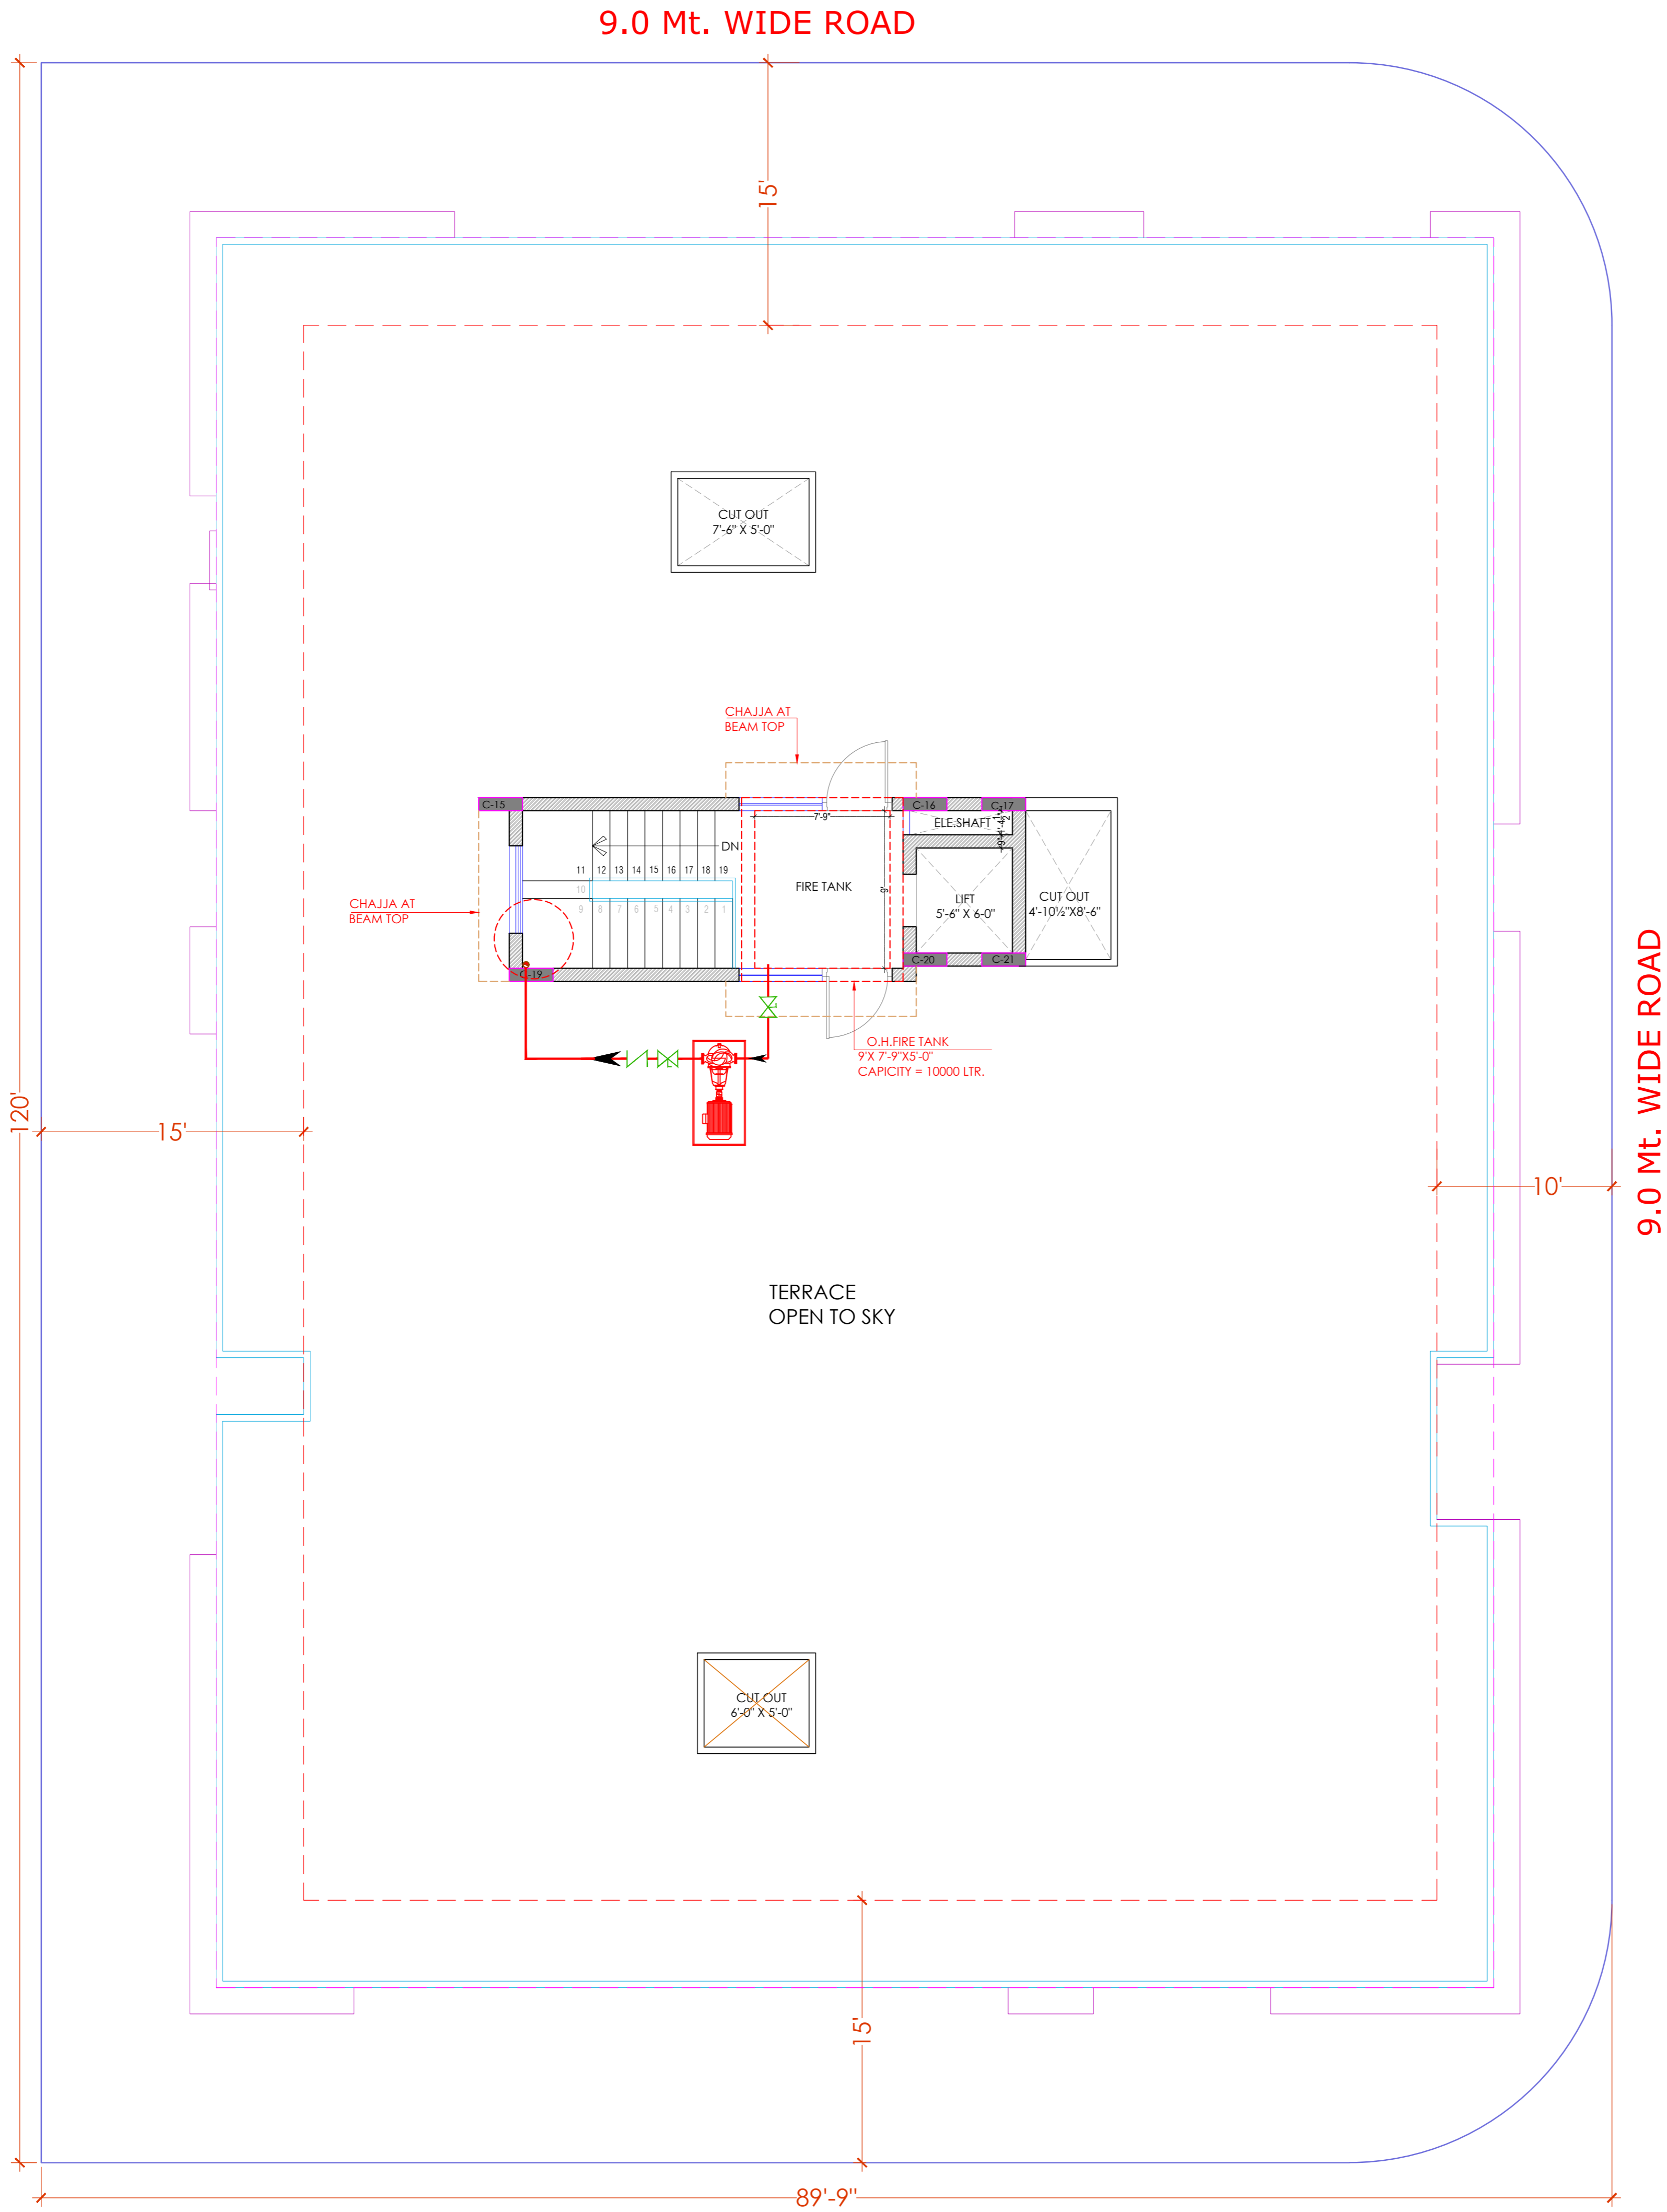 9.0 Mt. WIDE ROAD
15'
CUT OUT
7'-6" X 5'-0"
CHAJJA AT
BEAM TOP
C-15
C-16
C-17
7'-9"
ELE.SHAFT
DN
11 12 13 14 15 16 17 18 19
FIRE TANK
9'
10
CHAJJA AT
BEAM TOP
LIFT
5'-6" X 6-0"
CUT OUT
4'-10½"X8'-6"
9 8 7 6 5 4 3 2 1
C-19
C-20
C-21
O.H.FIRE TANK
9'X 7'-9"X5'-0"
CAPICITY = 10000 LTR.
120'
15'
10'
9.0 Mt. WIDE ROAD
TERRACE
OPEN TO SKY
CUT OUT
6'-0" X 5'-0"
15'
89'-9"